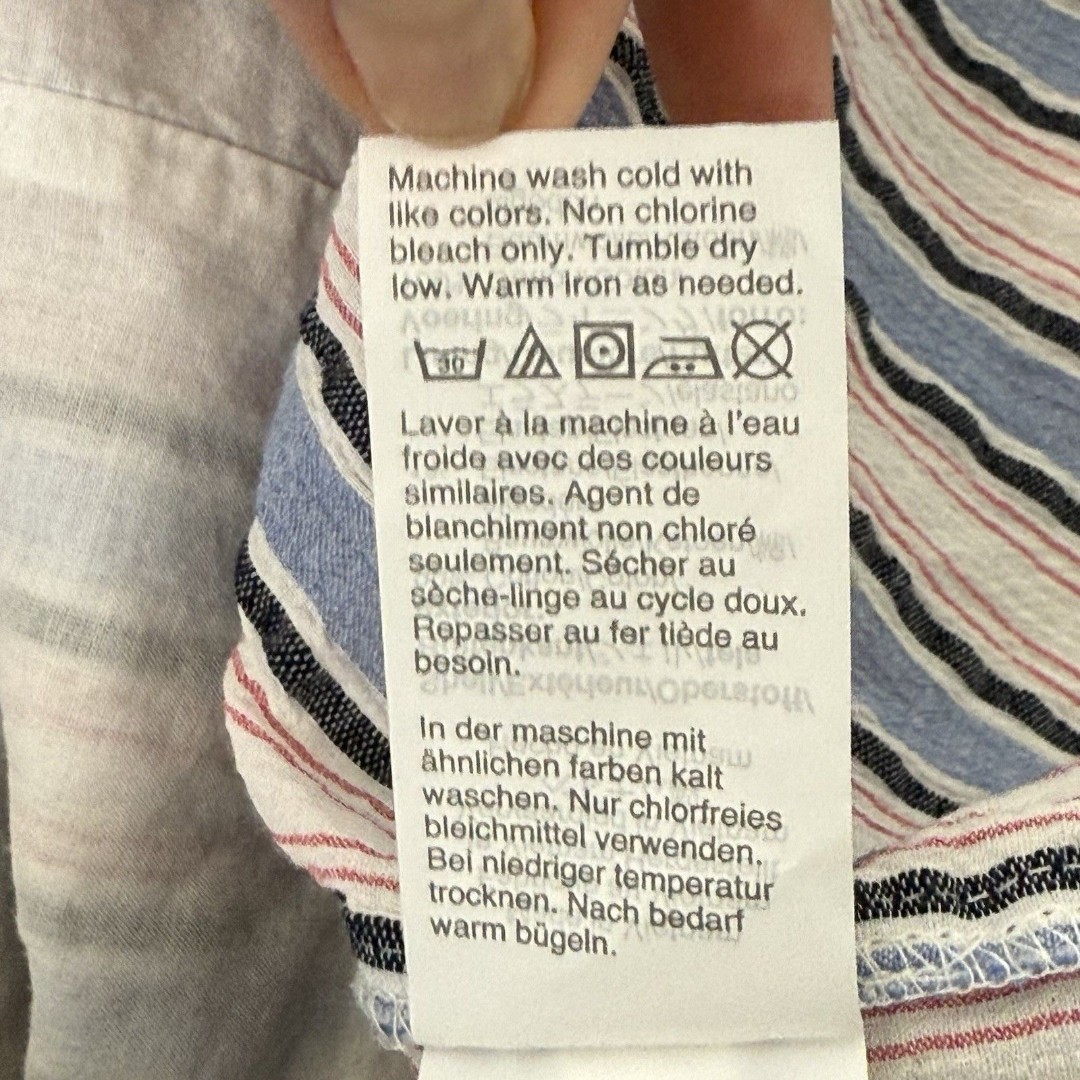 Machine wash cold with
like colors. Non chlorine
bleach only. Tumble dry
low. Warm iron as needed.
30
Laver à la machine à l'eau
froide avec des couleurs
similaires. Agent de
blanchiment non chloré
seulement. Sécher au
sèche-linge au cycle doux.
Repasser au fer tiède au
besoin.
In der maschine mit
ähnlichen farben kalt
waschen. Nur chlorfreies
bleichmittel verwenden.
Bei niedriger temperatur
trocknen. Nach bedarf
warm bügeln.